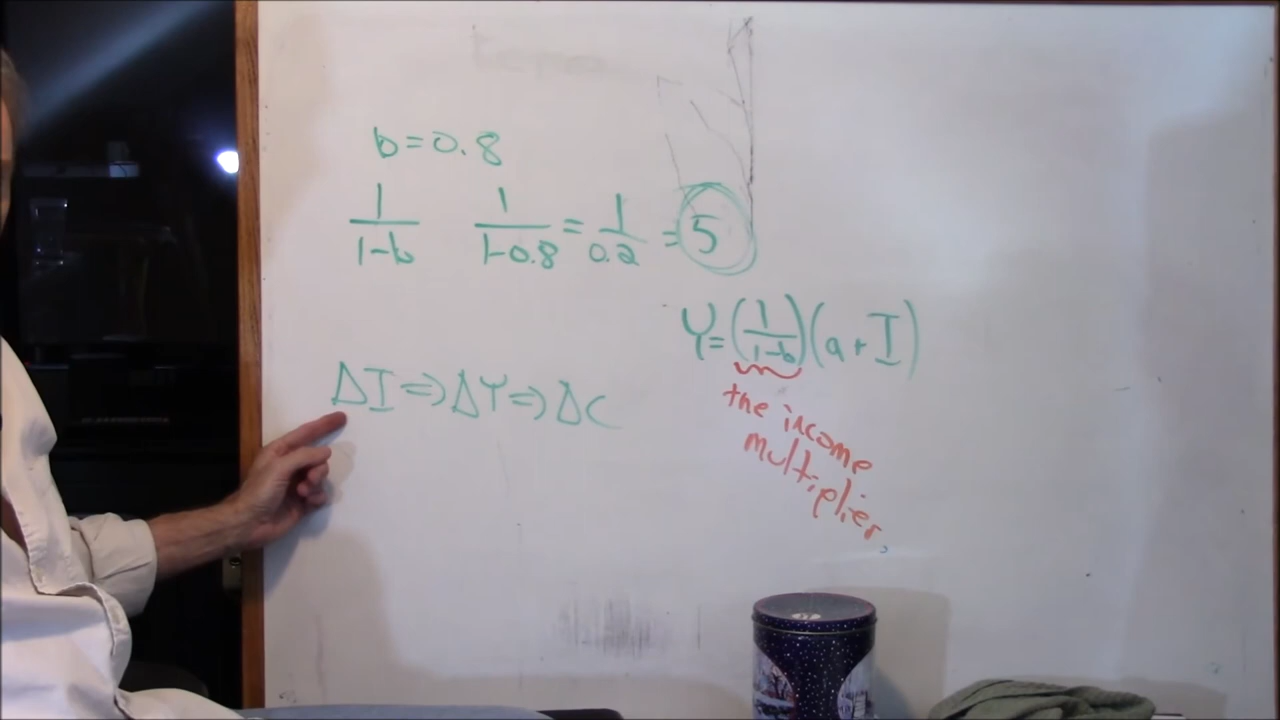 b=0.8
1/(1-b) 1/(1-0.8) = 1/0.2 = 5
Y=(1/(1-b))(a+I)
ΔI⇒ΔY⇒ΔC
the income
multiplier